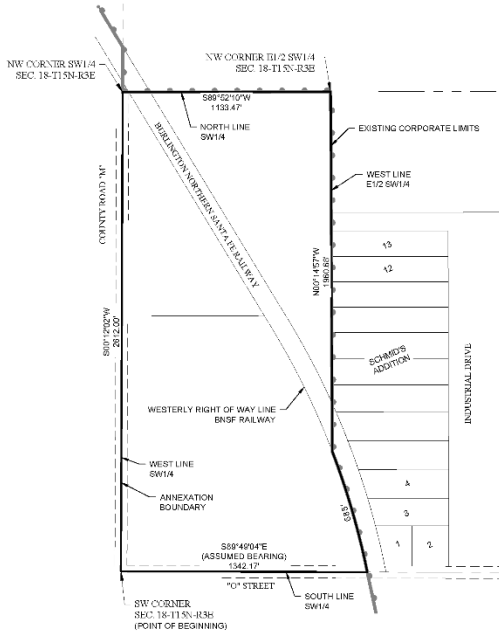 NW CORNER SW1/4
SEC. 18-T15N-R3E
NW CORNER E1/2 SW1/4
SEC. 18-T15N-R3E
S89°52'10"W
1133.47'
NORTH LINE
SW1/4
EXISTING CORPORATE LIMITS
WEST LINE
E1/2 SW1/4
COUNTY ROAD "M"
BURLINGTON NORTHERN SANTA FE RAILWAY
N00°14'57"W
1960.68'
S00°12'02"W
2612.00'
13
12
SCHMID'S
ADDITION
INDUSTRIAL DRIVE
WESTERLY RIGHT OF WAY LINE
BNSF RAILWAY
WEST LINE
SW1/4
4
ANNEXATION
BOUNDARY
3
685'
1
2
S89°49'04"E
(ASSUMED BEARING)
1342.17'
"O" STREET
SOUTH LINE
SW1/4
SW CORNER
SEC. 18-T15N-R3E
(POINT OF BEGINNING)